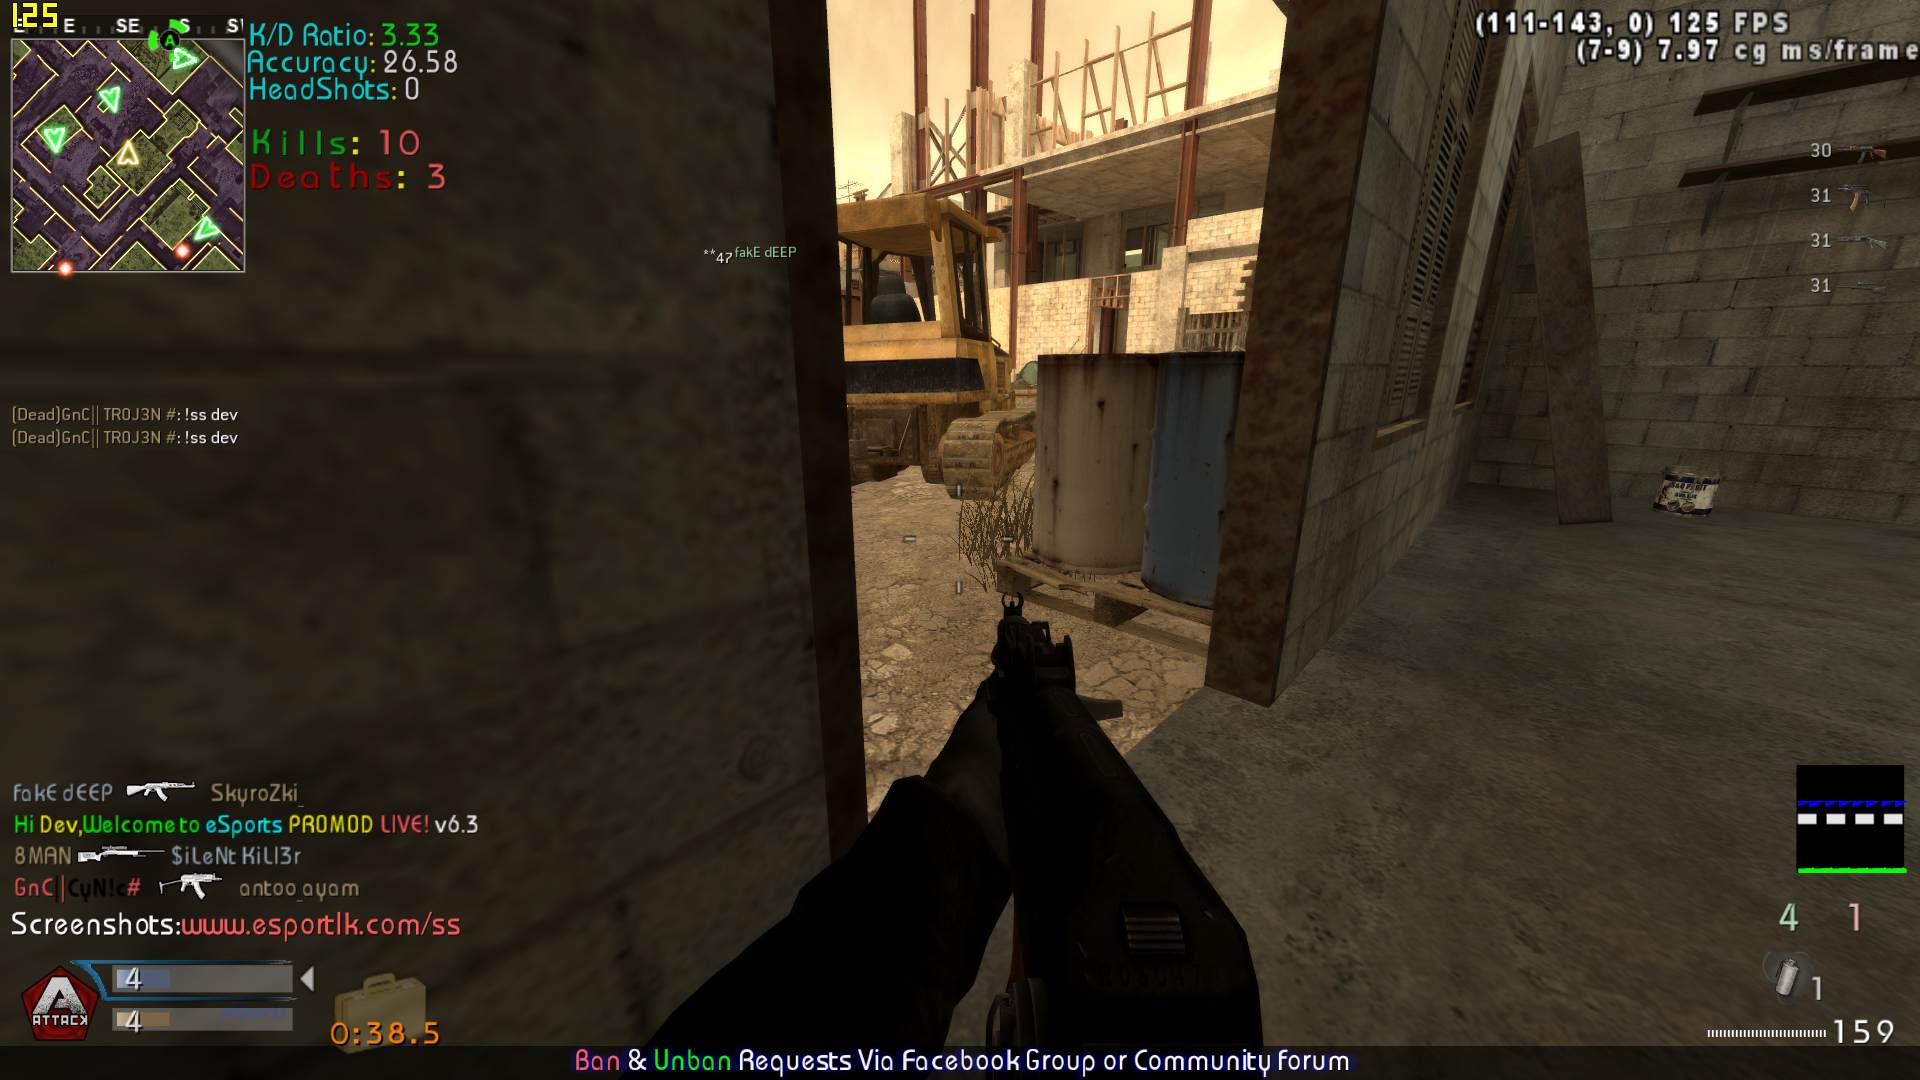 125
E SE S
A
K/D Ratio: 3.33
Accuracy: 26.58
HeadShots: 0
Kills: 10
Deaths: 3
(111-143, 0) 125 FPS
(7-9) 7.97 cg ms/frame
30
31
31
31
**47 fakE dEEP
(Dead)GnC|| TR0J3N #: !ss dev
(Dead)GnC|| TR0J3N #: !ss dev
fakE dEEP SkyroZki_
Hi Dev,Welcome to eSports PROMOD LIVE! v6.3
8MAN $iLeNt KiLl3r
GnC||CyN!c# antoo_ayam
Screenshots:www.esportlk.com/ss
4 1
1
159
4
4
A
ATTACK
0:38.5
Ban & Unban Requests Via Facebook Group or Community Forum